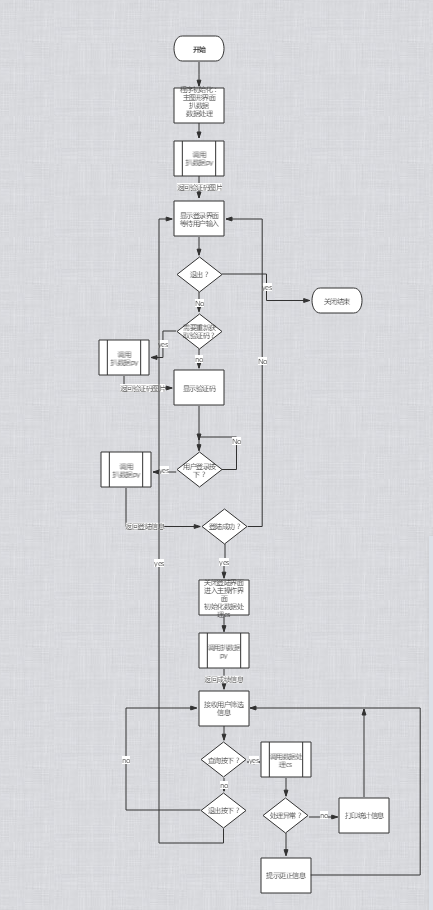 开始
程序初始化：
主图形界面
扒数据
数据处理
调用
扒数据py
返回验证码图片
显示登录界面
等待用户输入
退出？
yes
关闭结束
No
需要重新获
取验证码？
yes
调用
扒数据py
no
No
返回验证码图片
显示验证码
No
用户登录按
下？
yes
调用
扒数据py
返回登陆信息
登陆成功？
yes
yes
关闭登陆界面
进入主操作界
面
初始化数据处
理cs
调用扒数据
py
返回成绩信息
接收用户筛选
信息
no
查询按下？
yes
调用数据处
理cs
no
退出按下？
处理异常？
no
打印统计信息
提示处止信息